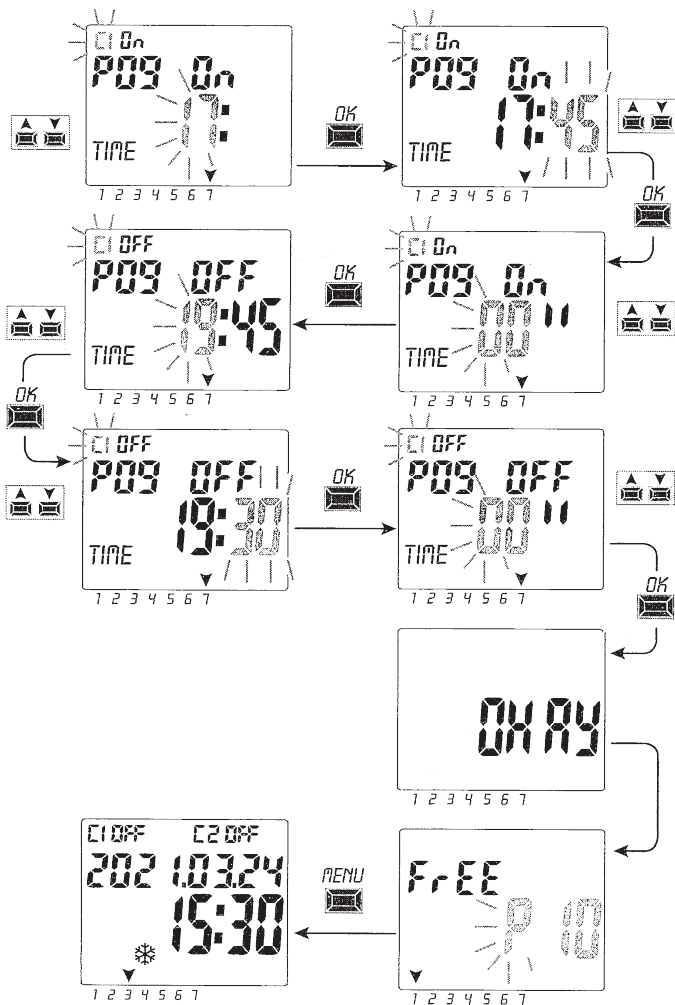 C1 On
P09 On
17:
TIME
1 2 3 4 5 6 7
OK
C1 On
P09 On
17:45
TIME
1 2 3 4 5 6 7
OK
C1 OFF
P09 OFF
19:45
TIME
1 2 3 4 5 6 7
OK
C1 On
P09 On
00"
TIME
1 2 3 4 5 6 7
OK
C1 OFF
P09 OFF
19:30
TIME
1 2 3 4 5 6 7
OK
C1 OFF
P09 OFF
00"
TIME
1 2 3 4 5 6 7
OK
OKAY
1 2 3 4 5 6 7
C1 OFF C2 OFF
2021.03.24
15:30
1 2 3 4 5 6 7
MENU
FrEE
P 10
1 2 3 4 5 6 7